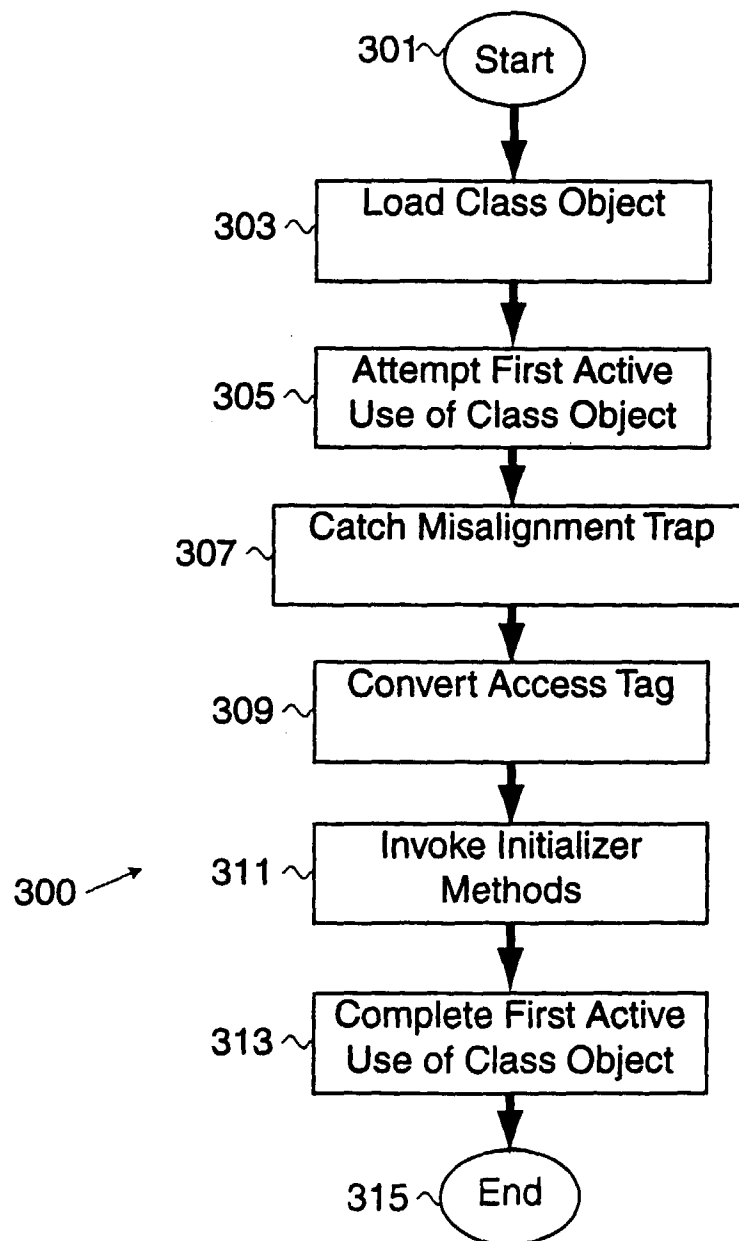 301 Start
303 Load Class Object
305 Attempt First Active
Use of Class Object
307 Catch Misalignment Trap
309 Convert Access Tag
300
311 Invoke Initializer
Methods
313 Complete First Active
Use of Class Object
315 End